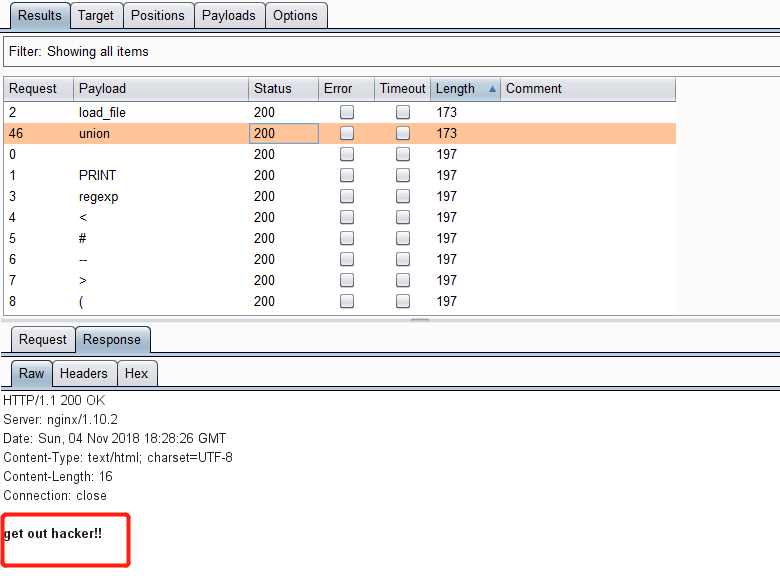 Results Target Positions Payloads Options
Filter: Showing all items
Request Payload Status Error Timeout Length Comment
2 load_file 200 173
46 union 200 173
0 200 197
1 PRINT 200 197
3 regexp 200 197
4 < 200 197
5 # 200 197
6 -- 200 197
7 > 200 197
8 ( 200 197
Request Response
Raw Headers Hex
HTTP/1.1 200 OK
Server: nginx/1.10.2
Date: Sun, 04 Nov 2018 18:28:26 GMT
Content-Type: text/html; charset=UTF-8
Content-Length: 16
Connection: close
get out hacker!!